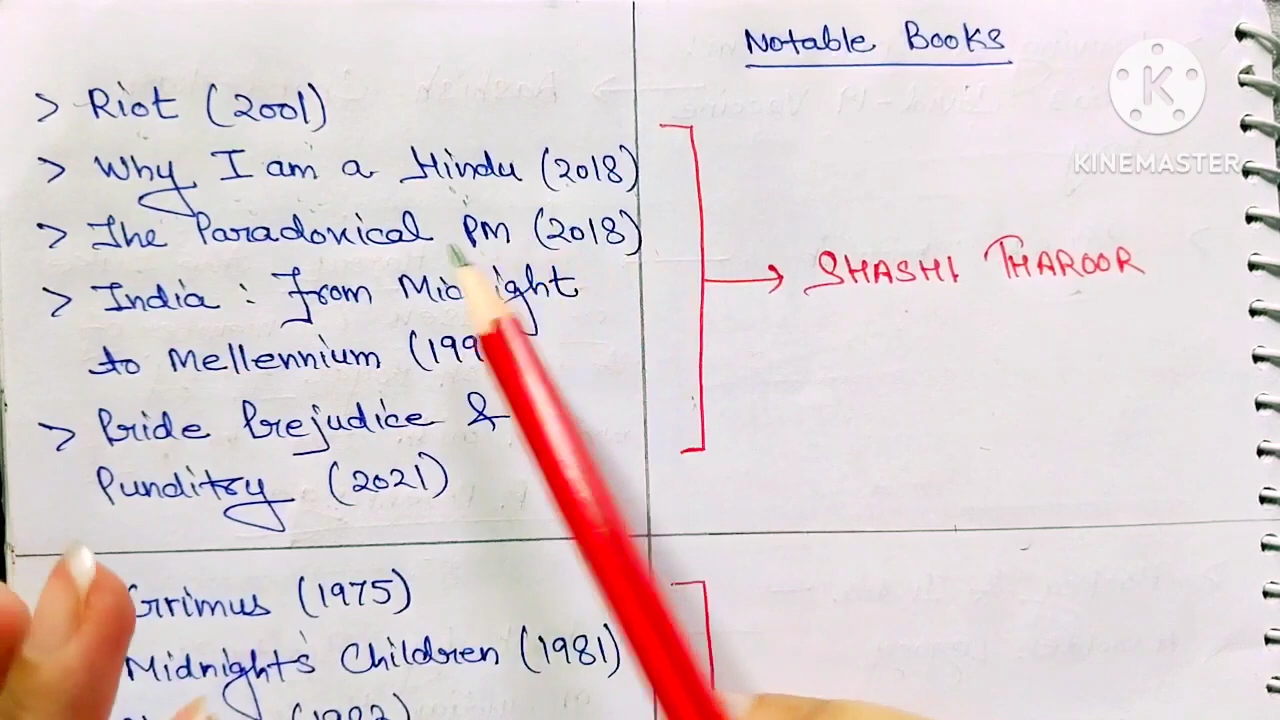 Notable Books
> Riot (2001)
> Why I am a Hindu (2018)
> The Paradoxical PM (2018)
> India : From
to Mellennium
> Pride Prejudice &
Punditry (2021)
SHASHI THAROOR
Grimus (1975)
Midnight's Children (1981)
K
KINEMASTER